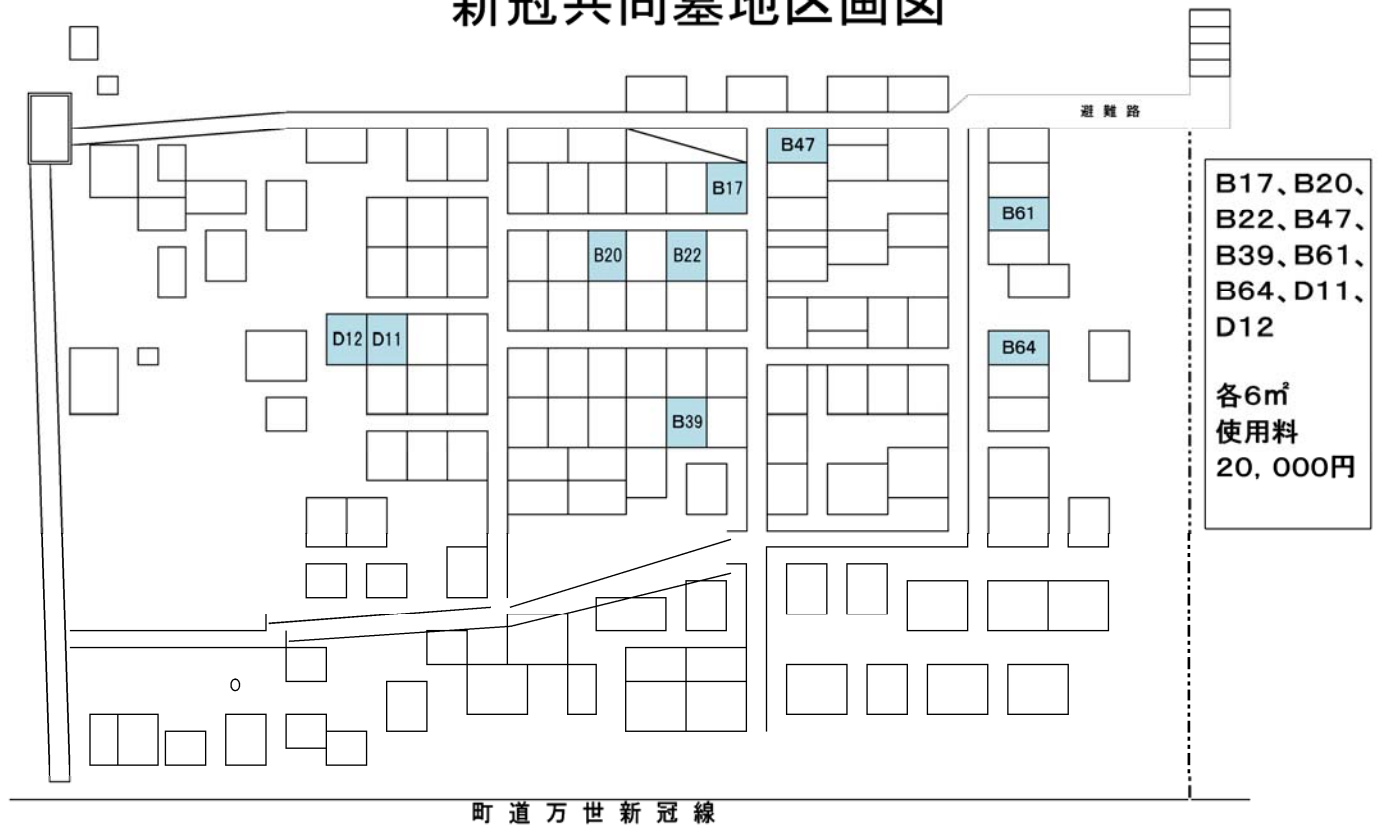 新冠共同墓地区画図
避難路
B47
B17
B61
B20
B22
D12
D11
B64
B39
B17、B20、
B22、B47、
B39、B61、
B64、D11、
D12
各6㎡
使用料
20,000円
町道万世新冠線